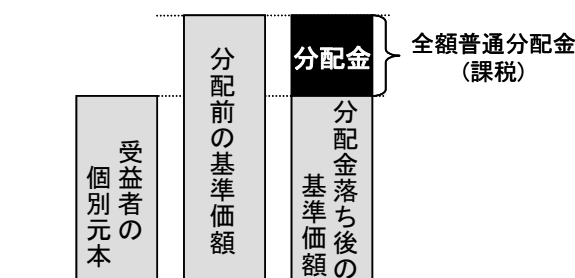 分配金
全額普通分配金
(課税)
分配前の基準価額
受益者の
個別元本
分配金落ち後の
基準価額